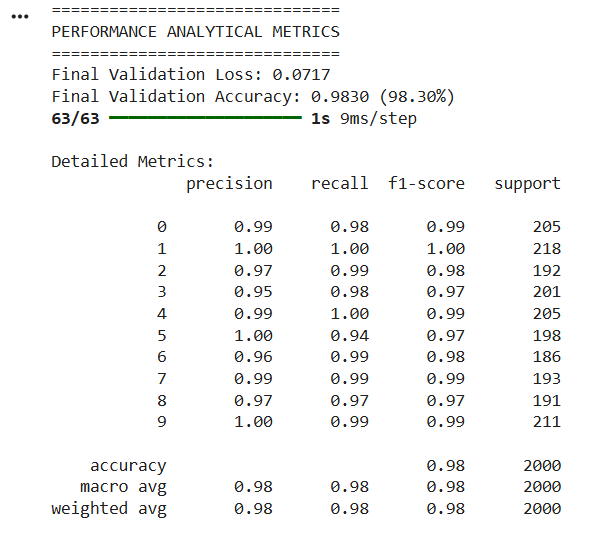 ==============================
PERFORMANCE ANALYTICAL METRICS
==============================
Final Validation Loss: 0.0717
Final Validation Accuracy: 0.9830 (98.30%)
63/63 ━━━━━━━━━━━━━━━━━━━━ 1s 9ms/step
Detailed Metrics:
precision recall f1-score support
0 0.99 0.98 0.99 205
1 1.00 1.00 1.00 218
2 0.97 0.99 0.98 192
3 0.95 0.98 0.97 201
4 0.99 1.00 0.99 205
5 1.00 0.94 0.97 198
6 0.96 0.99 0.98 186
7 0.99 0.99 0.99 193
8 0.97 0.97 0.97 191
9 1.00 0.99 0.99 211
accuracy 0.98 2000
macro avg 0.98 0.98 0.98 2000
weighted avg 0.98 0.98 0.98 2000